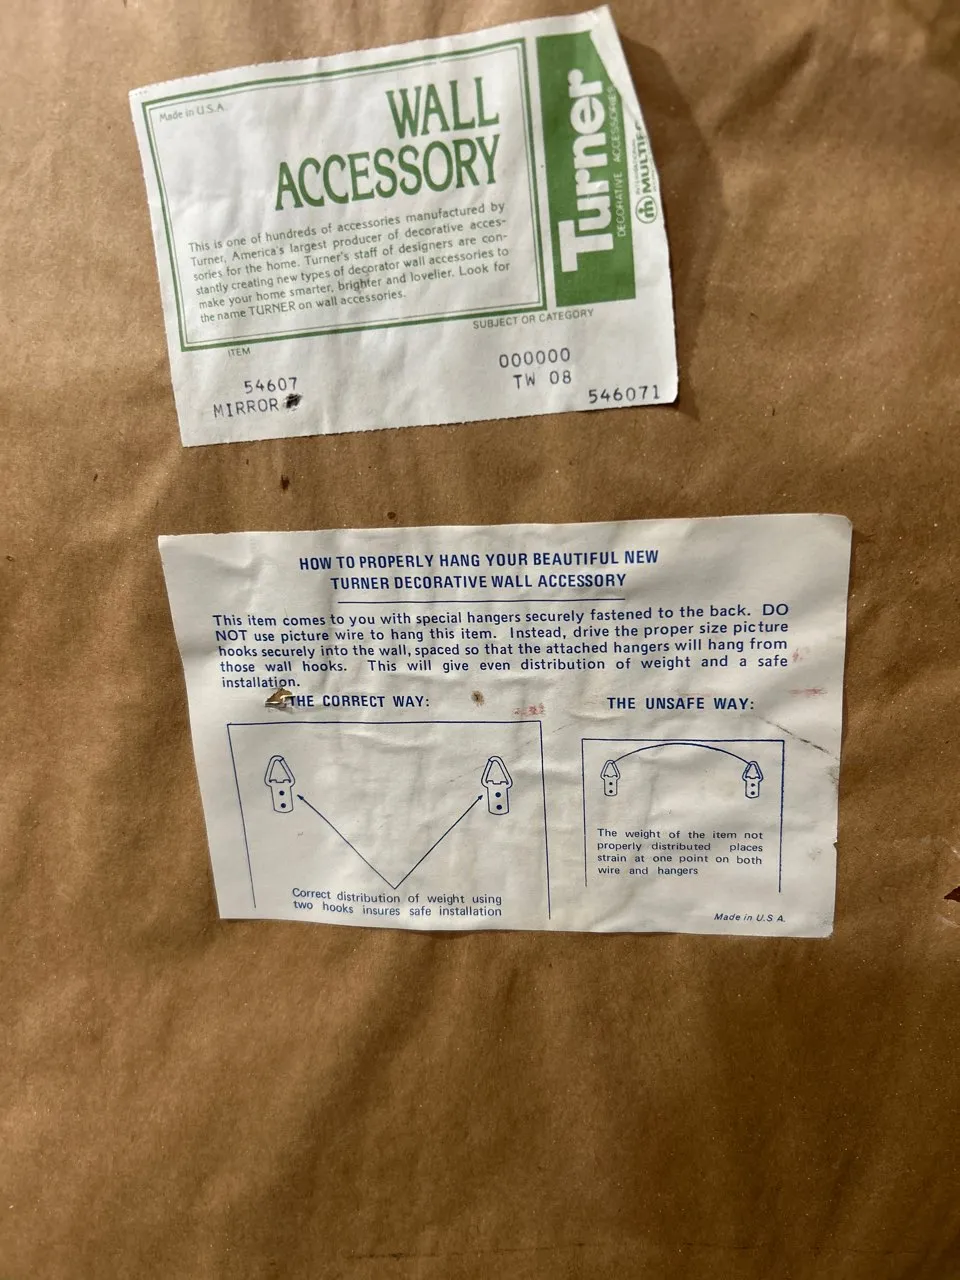 Made in U.S.A.
WALL
ACCESSORY
This is one of hundreds of accessories manufactured by
Turner, America's largest producer of decorative acces-
sories for the home. Turner's staff of designers are con-
stantly creating new types of decorator wall accessories to
make your home smarter, brighter and lovelier. Look for
the name TURNER on wall accessories.
Turner
DECORATIVE ACCESSORIES
INTERNATIONAL
ITEM
SUBJECT OR CATEGORY
54607
MIRROR
000000
TW 08
546071
HOW TO PROPERLY HANG YOUR BEAUTIFUL NEW
TURNER DECORATIVE WALL ACCESSORY
This item comes to you with special hangers securely fastened to the back. DO
NOT use picture wire to hang this item. Instead, drive the proper size picture
hooks securely into the wall, spaced so that the attached hangers will hang from
those wall hooks. This will give even distribution of weight and a safe
installation.
THE CORRECT WAY:
Correct distribution of weight using
two hooks insures safe installation
THE UNSAFE WAY:
The weight of the item not
properly distributed places
strain at one point on both
wire and hangers
Made in U.S.A.